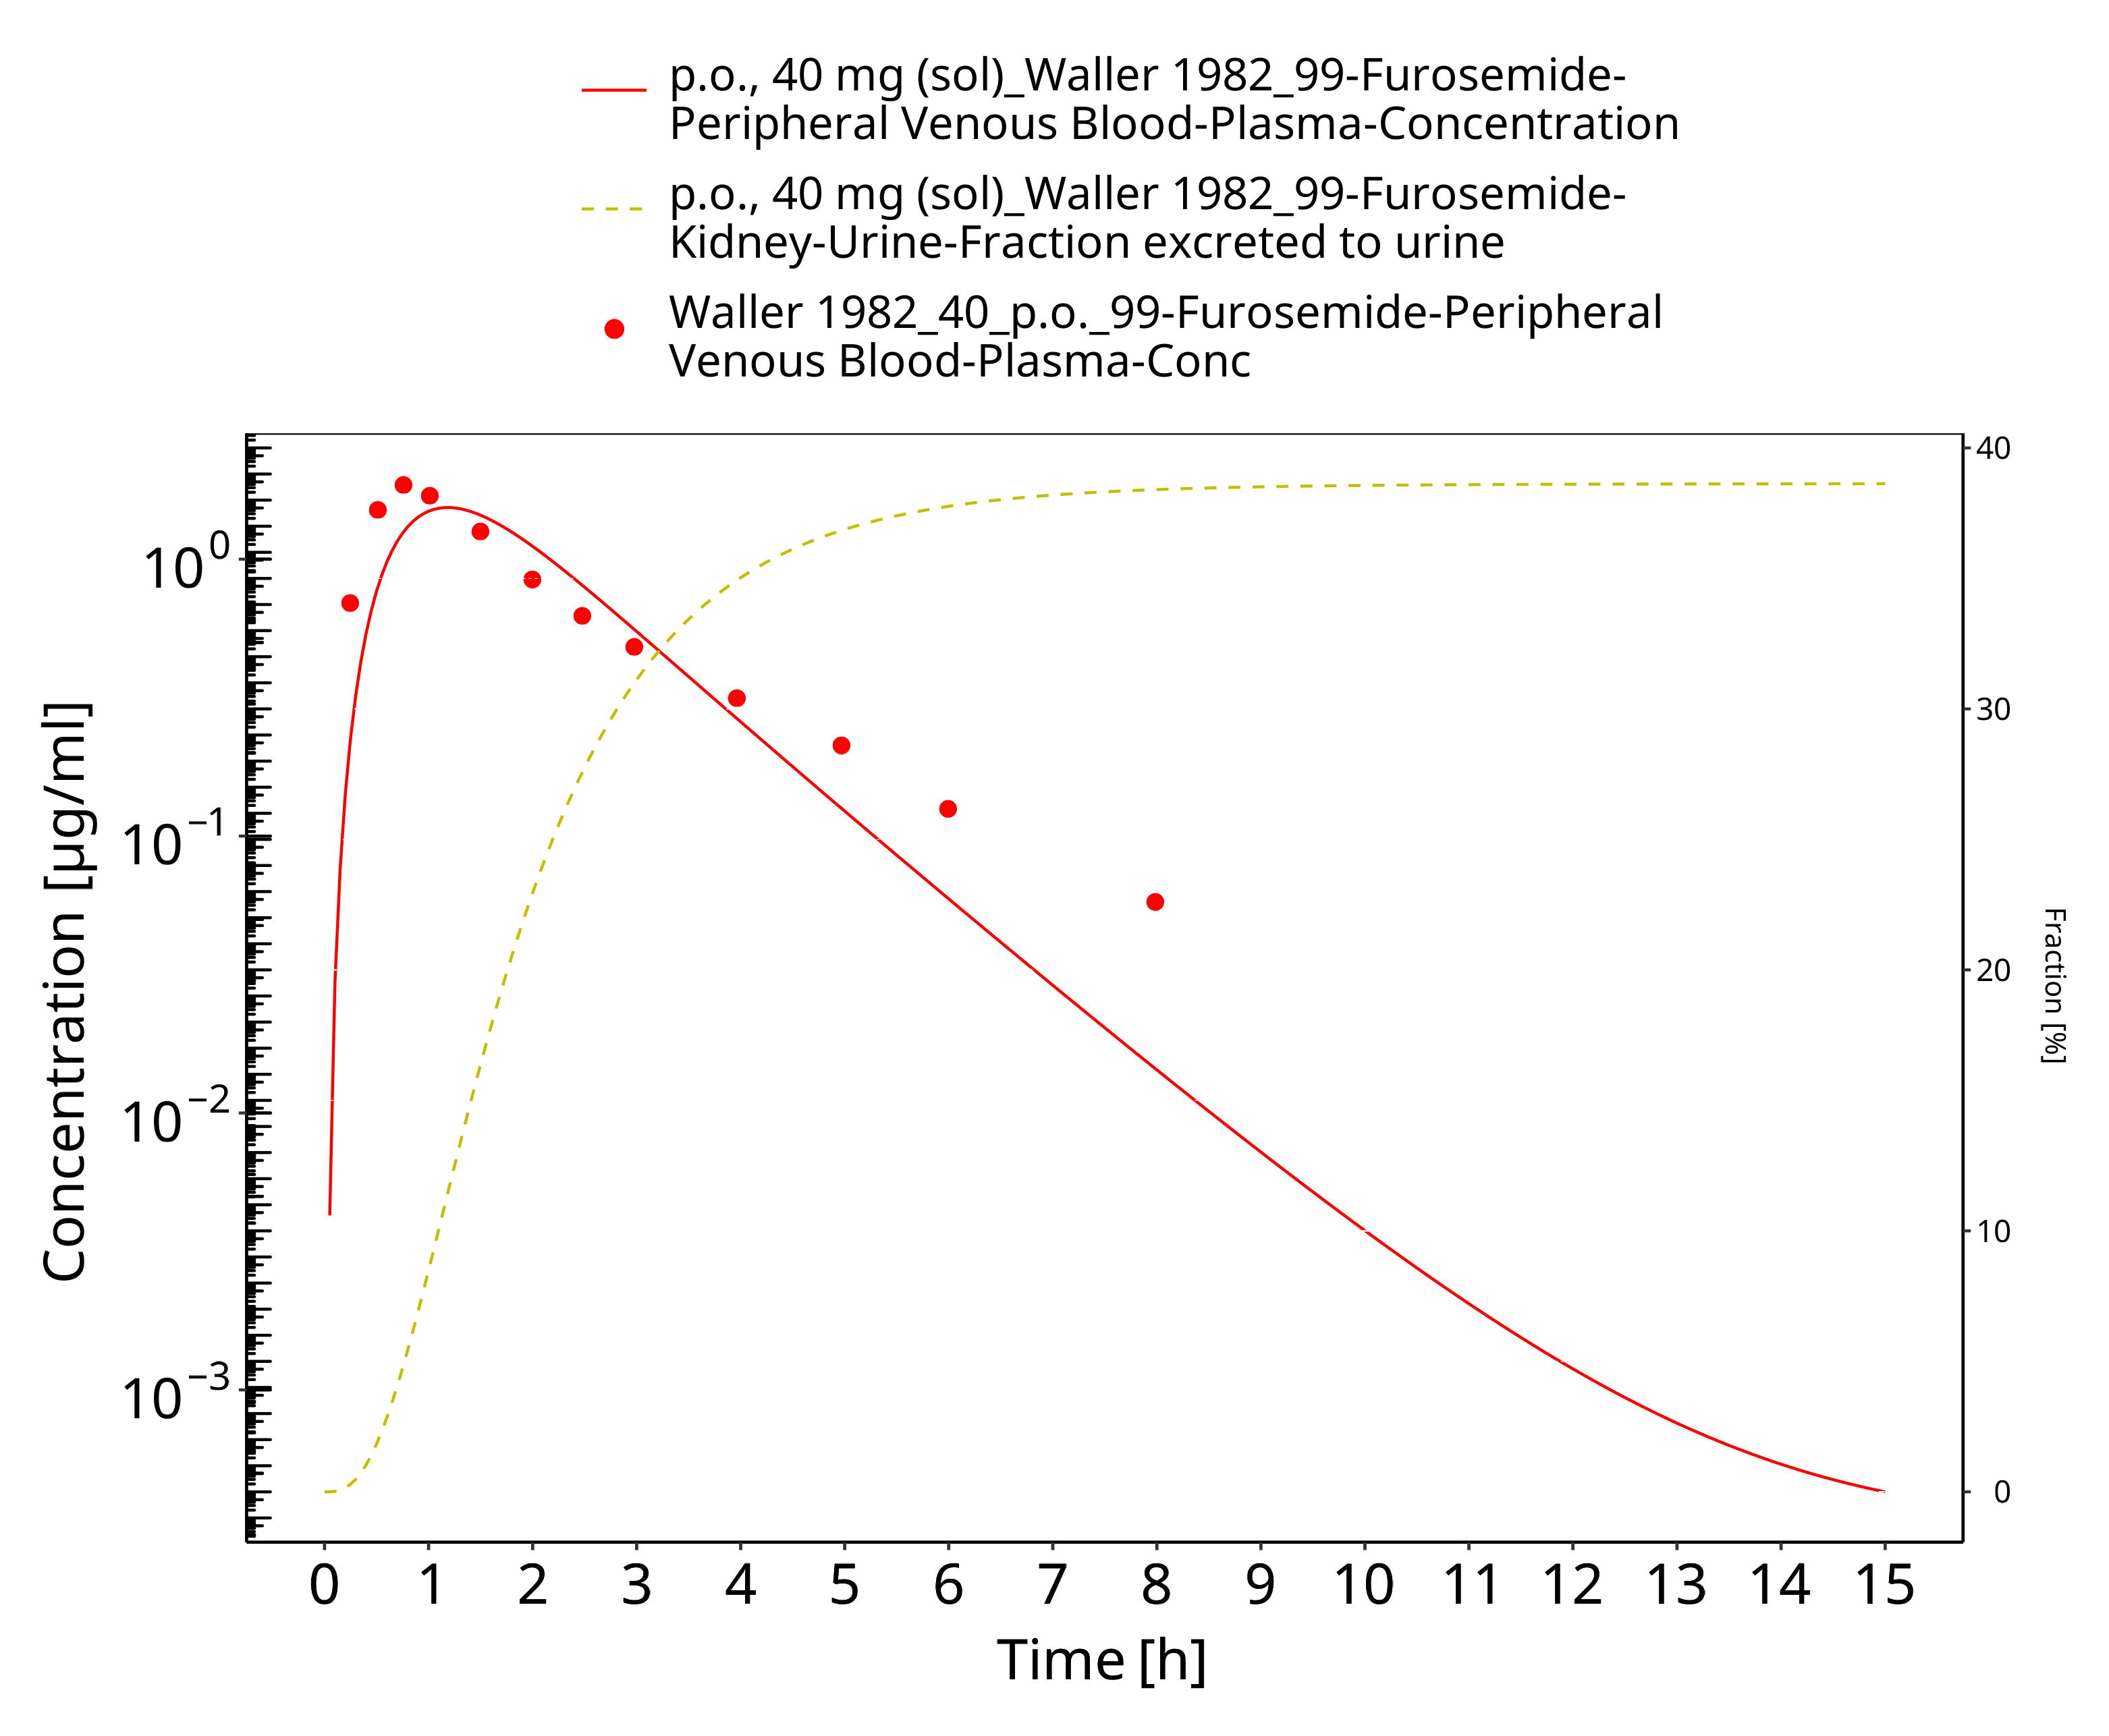 p.o., 40 mg (sol)_Waller 1982_99-Furosemide-
Peripheral Venous Blood-Plasma-Concentration
p.o., 40 mg (sol)_Waller 1982_99-Furosemide-
Kidney-Urine-Fraction excreted to urine
Waller 1982_40_p.o._99-Furosemide-Peripheral
Venous Blood-Plasma-Conc
Concentration [µg/ml]
10^0
10^−1
10^−2
10^−3
40
30
20
10
0
Fraction [%]
0 1 2 3 4 5 6 7 8 9 10 11 12 13 14 15
Time [h]